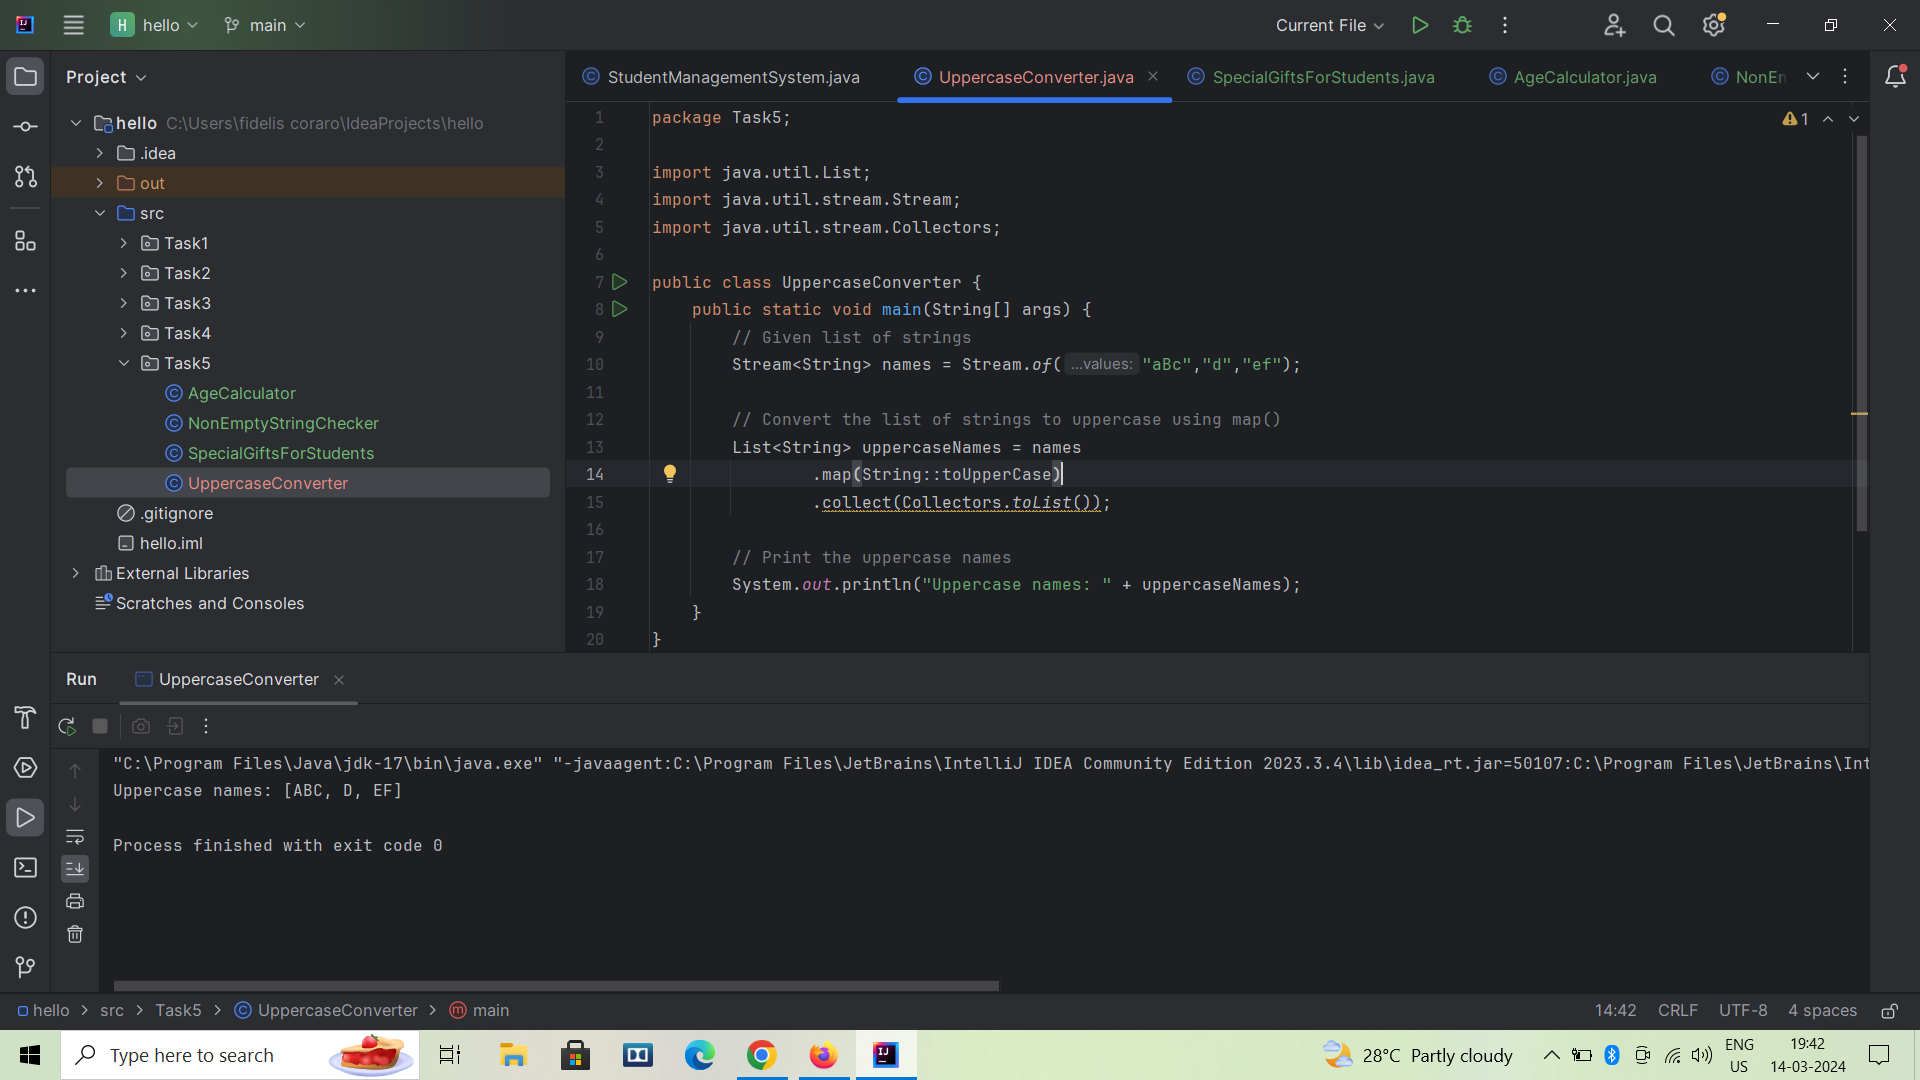 H hello main Current File
Project
StudentManagementSystem.java UppercaseConverter.java SpecialGiftsForStudents.java AgeCalculator.java NonEm
hello C:\Users\fidelis coraro\IdeaProjects\hello
.idea
out
src
Task1
Task2
Task3
Task4
Task5
AgeCalculator
NonEmptyStringChecker
SpecialGiftsForStudents
UppercaseConverter
.gitignore
hello.iml
External Libraries
Scratches and Consoles
1 package Task5;
1
2
3 import java.util.List;
4 import java.util.stream.Stream;
5 import java.util.stream.Collectors;
6
7 public class UppercaseConverter {
8 public static void main(String[] args) {
9 // Given list of strings
10 Stream<String> names = Stream.of( ...values: "aBc","d","ef");
11
12 // Convert the list of strings to uppercase using map()
13 List<String> uppercaseNames = names
14 .map(String::toUpperCase)
15 .collect(Collectors.toList());
16
17 // Print the uppercase names
18 System.out.println("Uppercase names: " + uppercaseNames);
19 }
20 }
Run UppercaseConverter
"C:\Program Files\Java\jdk-17\bin\java.exe" "-javaagent:C:\Program Files\JetBrains\IntelliJ IDEA Community Edition 2023.3.4\lib\idea_rt.jar=50107:C:\Program Files\JetBrains\Int
Uppercase names: [ABC, D, EF]
Process finished with exit code 0
hello > src > Task5 > UppercaseConverter > main 14:42 CRLF UTF-8 4 spaces
Type here to search 28°C Partly cloudy ENG US 19:42 14-03-2024